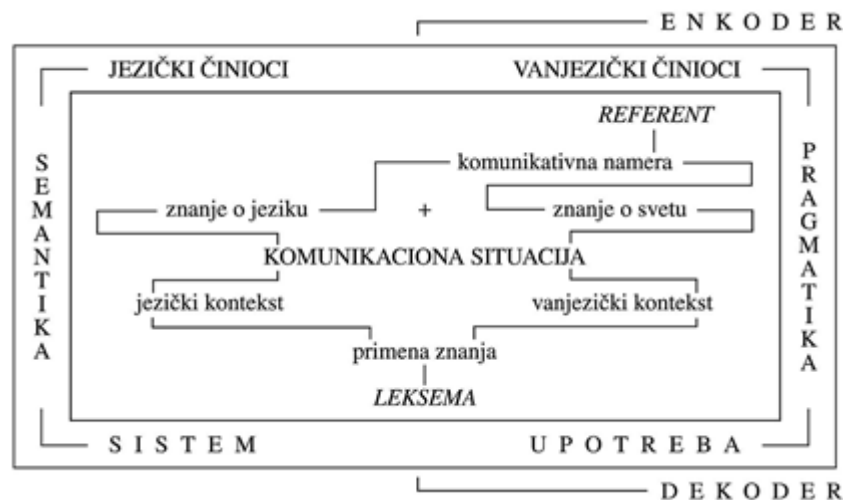 ENKODER
JEZIČKI ČINIOCI VANJEZIČKI ČINIOCI
REFERENT
komunikativna namera
SEMANTIKA
PRAGMATIKA
znanje o jeziku + znanje o svetu
KOMUNIKACIONA SITUACIJA
jezički kontekst vanjezički kontekst
primena znanja
LEKSEMA
SISTEM UPOTREBA
DEKODER